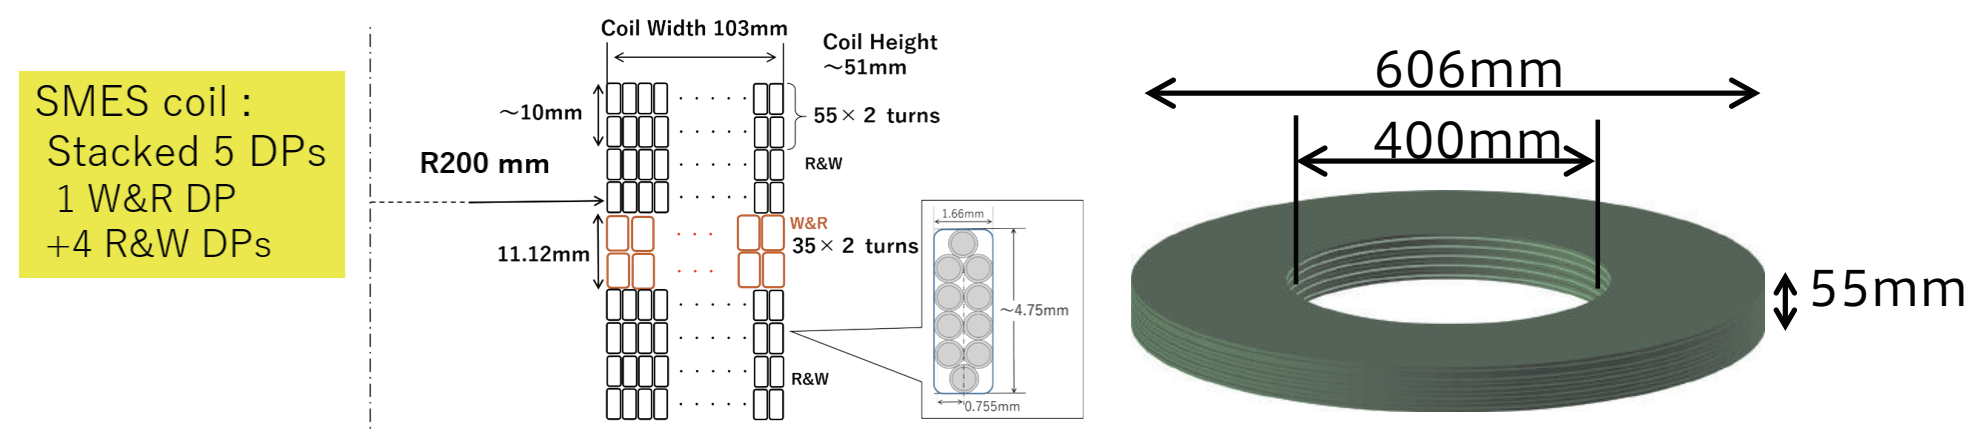 SMES coil :
Stacked 5 DPs
1 W&R DP
+4 R&W DPs
R200 mm
Coil Width 103mm
Coil Height
~51mm
~10mm
55× 2 turns
R&W
11.12mm
W&R
35× 2 turns
R&W
1.66mm
~4.75mm
0.755mm
606mm
400mm
55mm